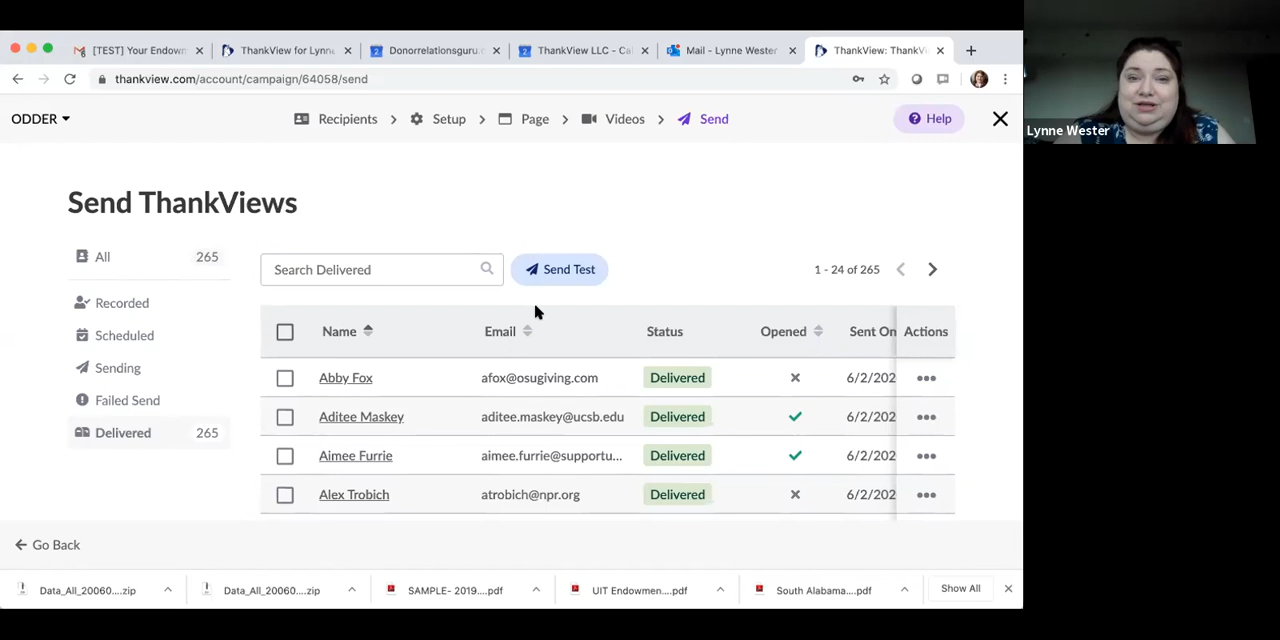 [TEST] Your Endown
ThankView for Lynne
Donorrelationsguru.c
ThankView LLC - Cal
Mail - Lynne Wester
ThankView: ThankVi
thankview.com/account/campaign/64058/send
ODDER
Recipients
Setup
Page
Videos
Send
Help
Lynne Wester
Send ThankViews
All 265
Recorded
Scheduled
Sending
Failed Send
Delivered 265
Search Delivered
Send Test
1 - 24 of 265
Name Email Status Opened Sent On Actions
Abby Fox afox@osugiving.com Delivered 6/2/202
Aditee Maskey aditee.maskey@ucsb.edu Delivered 6/2/202
Aimee Furrie aimee.furrie@supportu... Delivered 6/2/202
Alex Trobich atrobich@npr.org Delivered 6/2/202
Go Back
Data_All_20060....zip
Data_All_20060....zip
SAMPLE- 2019....pdf
UIT Endowmen....pdf
South Alabama....pdf
Show All